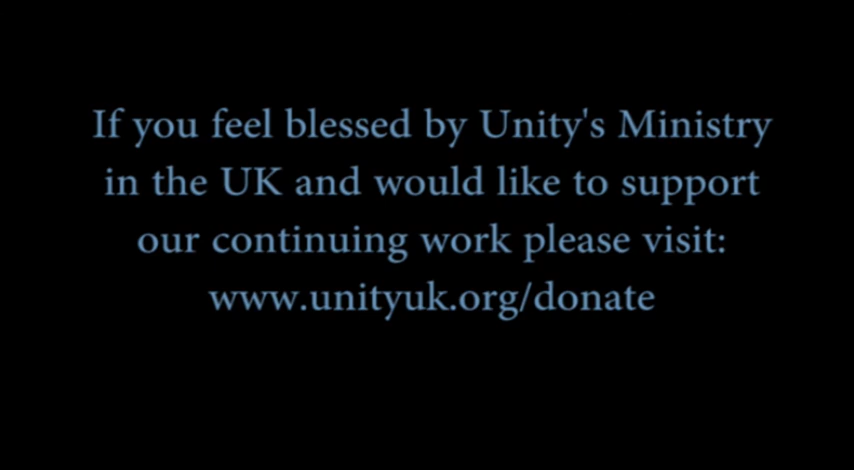 If you feel blessed by Unity's Ministry
in the UK and would like to support
our continuing work please visit:
www.unityuk.org/donate